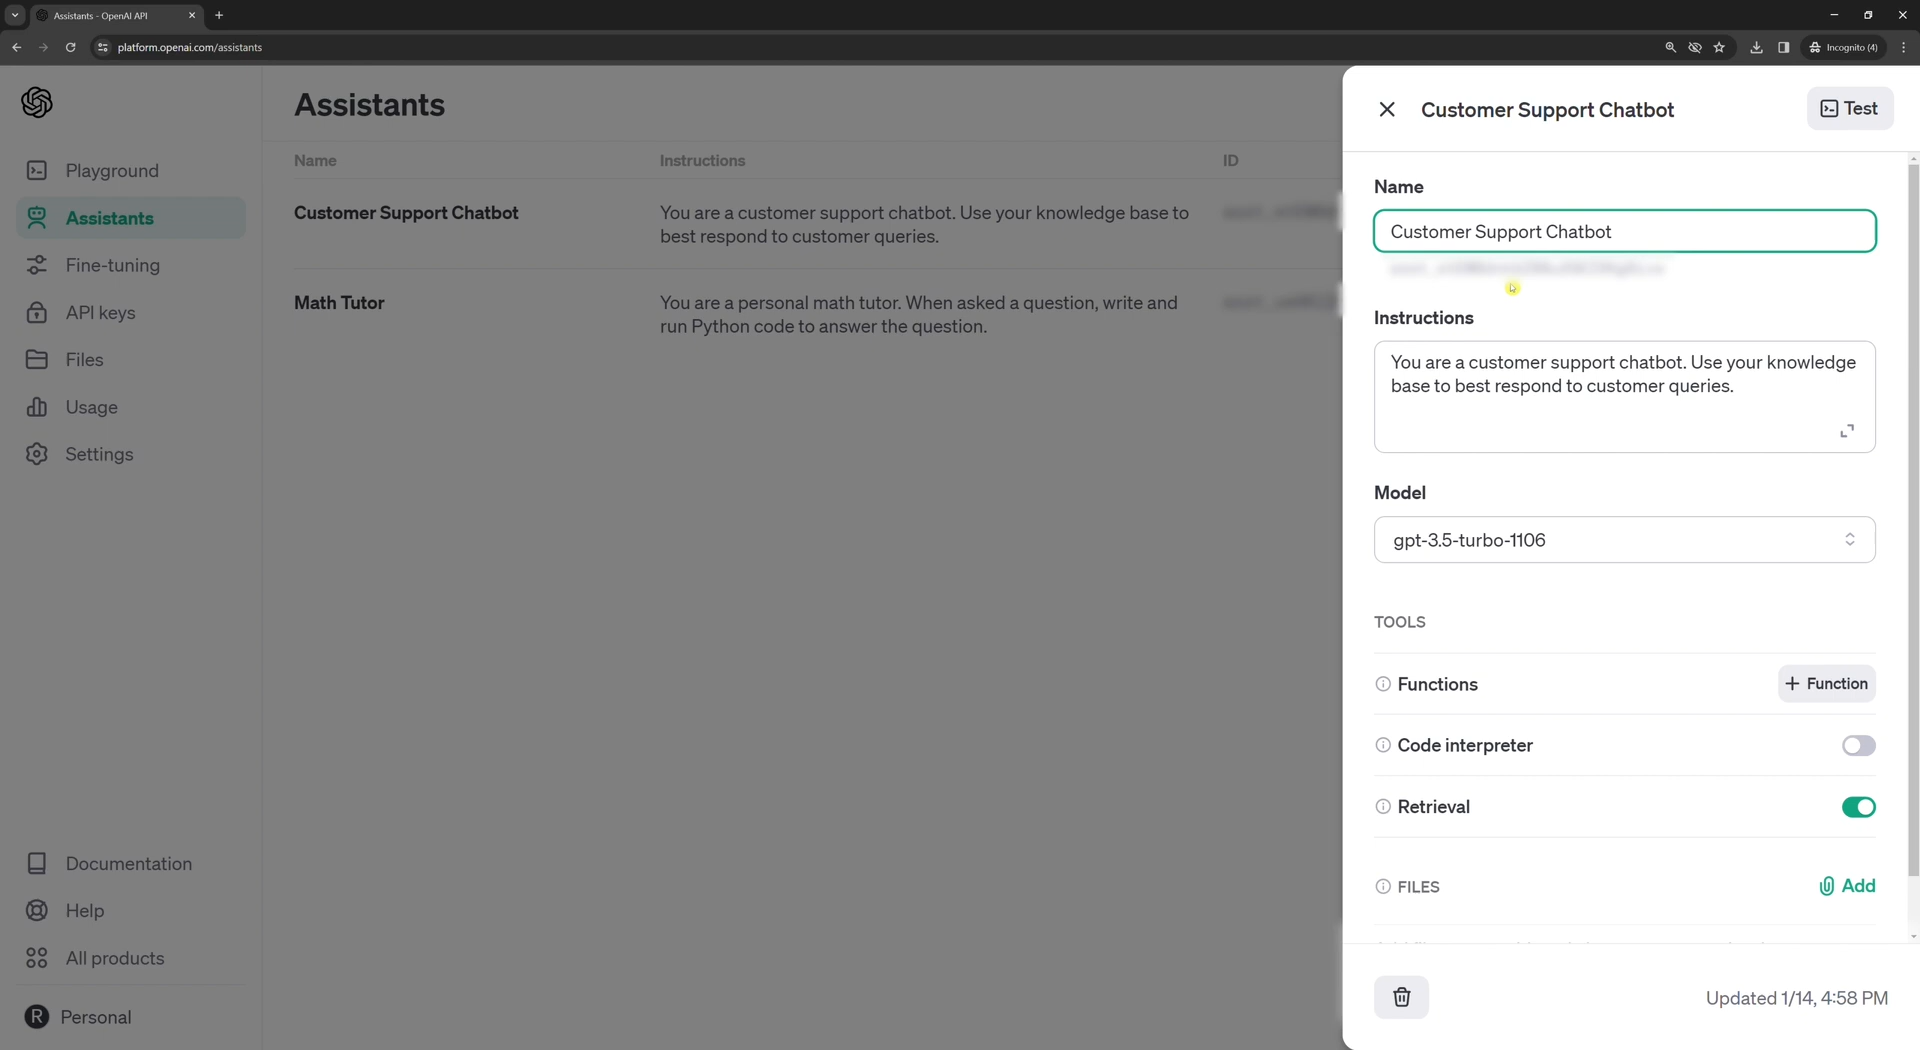 Assistants - OpenAI API
platform.openai.com/assistants
Incognito (4)
Playground
Assistants
Fine-tuning
API keys
Files
Usage
Settings
Documentation
Help
All products
R Personal
Assistants
Name Instructions ID
Customer Support Chatbot
You are a customer support chatbot. Use your knowledge base to
best respond to customer queries.
Math Tutor
You are a personal math tutor. When asked a question, write and
run Python code to answer the question.
Customer Support Chatbot
Test
Name
Customer Support Chatbot
Instructions
You are a customer support chatbot. Use your knowledge
base to best respond to customer queries.
Model
gpt-3.5-turbo-1106
TOOLS
Functions
+ Function
Code interpreter
Retrieval
FILES
Add
Updated 1/14, 4:58 PM